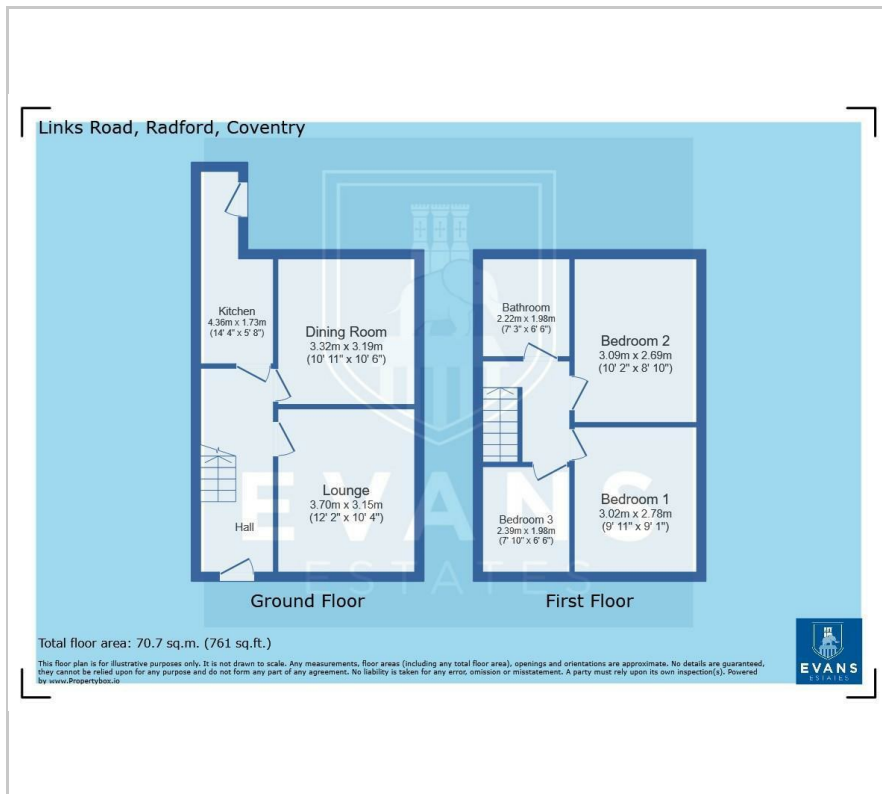 Links Road, Radford, Coventry
Kitchen
4.36m x 1.73m
(14' 4" x 5' 8")
Dining Room
3.32m x 3.19m
(10' 11" x 10' 6")
Lounge
3.70m x 3.15m
(12' 2" x 10' 4")
Hall
Ground Floor
Bathroom
2.22m x 1.98m
(7' 3" x 6' 6")
Bedroom 2
3.09m x 2.69m
(10' 2" x 8' 10")
Bedroom 1
3.02m x 2.78m
(9' 11" x 9' 1")
Bedroom 3
2.39m x 1.98m
(7' 10" x 6' 6")
First Floor
EVANS
ESTATES
Total floor area: 70.7 sq.m. (761 sq.ft.)
This floor plan is for illustrative purposes only. It is not drawn to scale. Any measurements, floor areas (including any total floor area), openings and orientations are approximate. No details are guaranteed,
they cannot be relied upon for any purpose and do not form any part of any agreement. No liability is taken for any error, omission or misstatement. A party must rely upon its own inspection(s). Powered
by www.Propertybox.io
EVANS
ESTATES